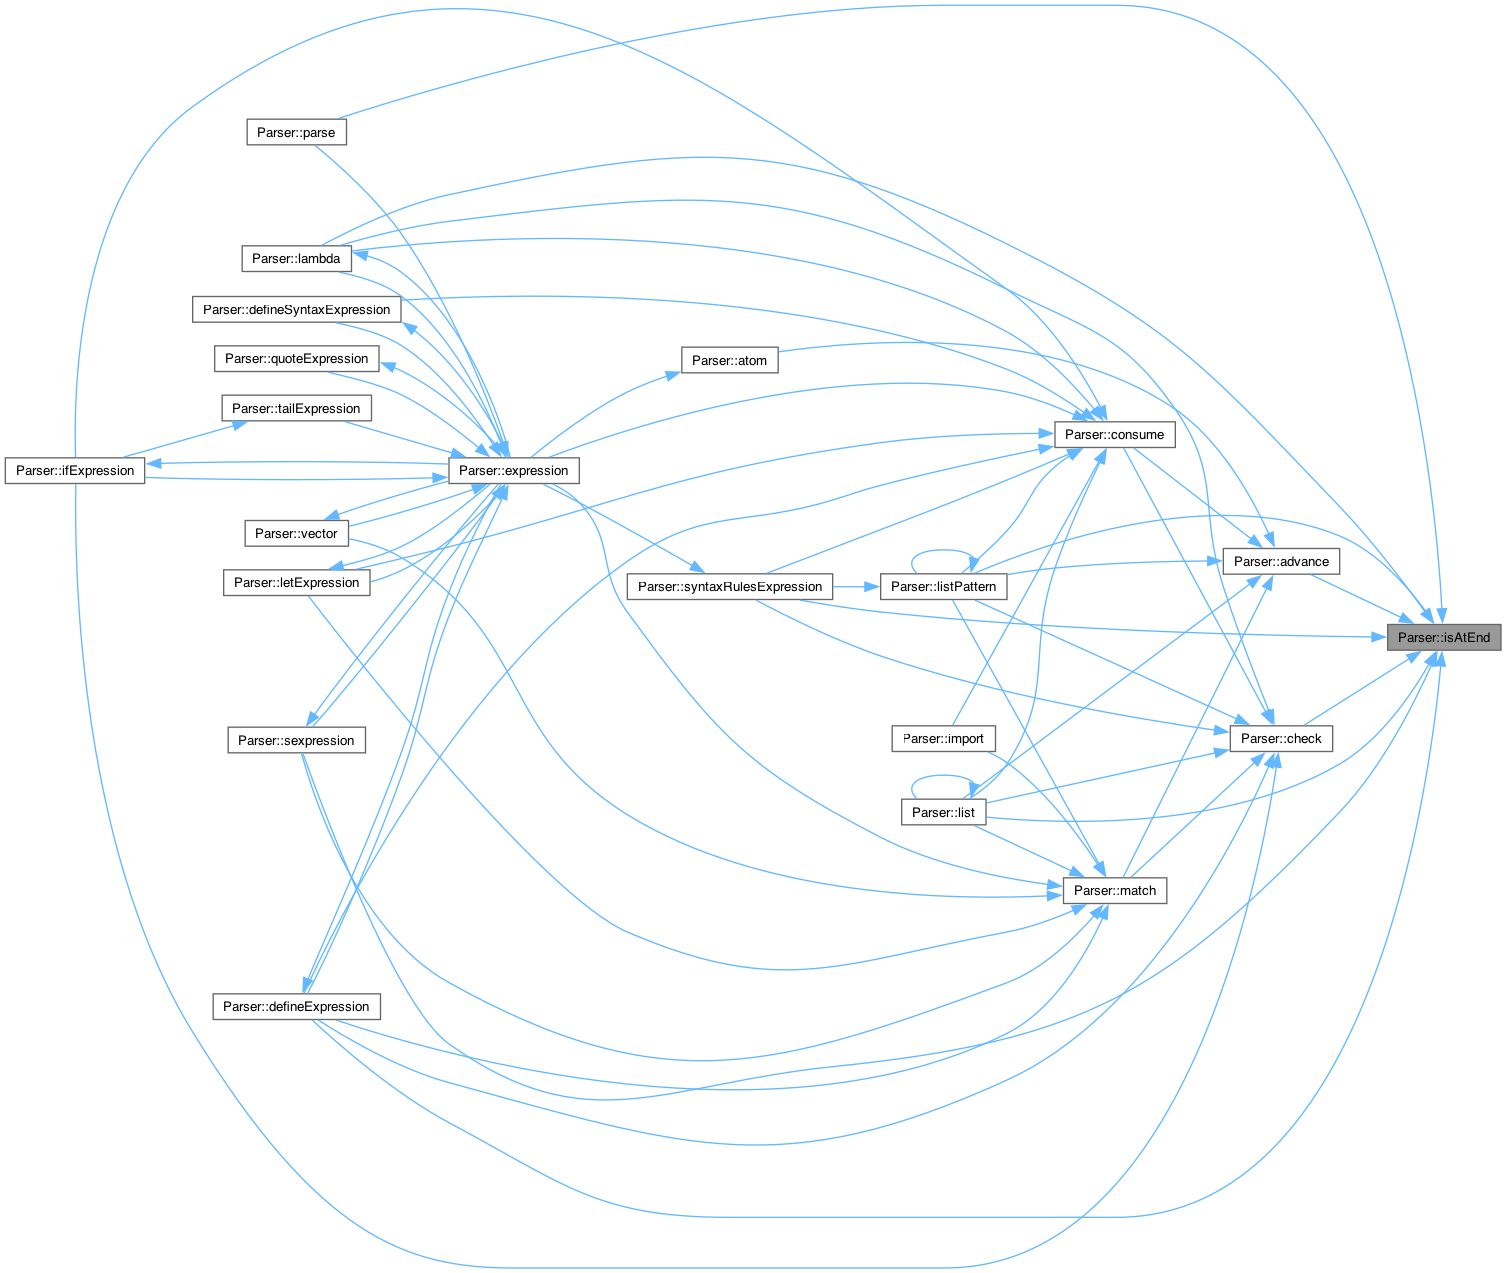 Parser::parse
Parser::lambda
Parser::defineSyntaxExpression
Parser::quoteExpression
Parser::atom
Parser::tailExpression
Parser::consume
Parser::ifExpression
Parser::expression
Parser::vector
Parser::advance
Parser::letExpression
Parser::syntaxRulesExpression
Parser::listPattern
Parser::isAtEnd
Parser::sexpression
Parser::import
Parser::check
Parser::list
Parser::match
Parser::defineExpression